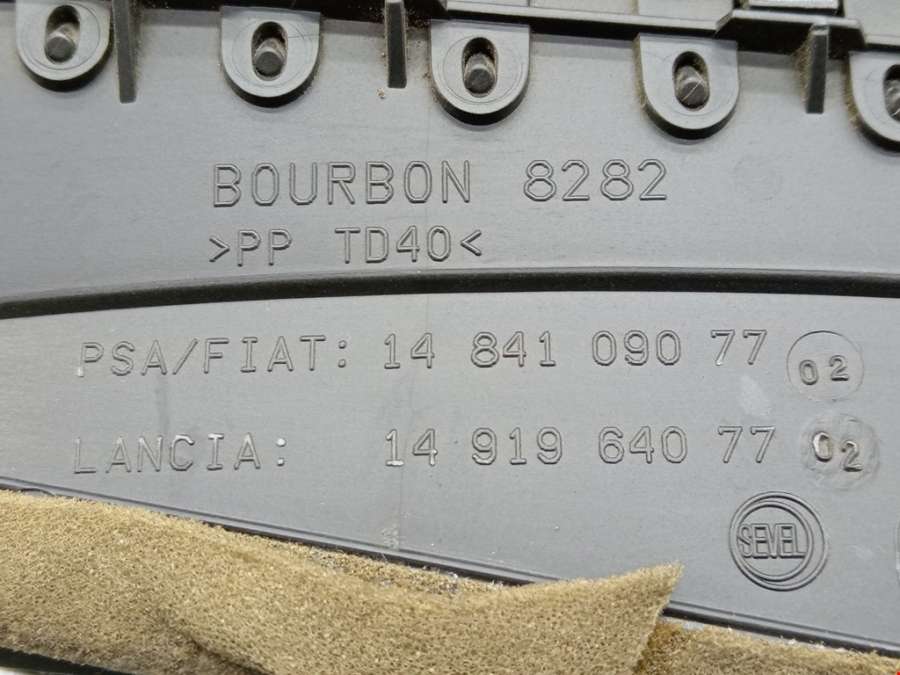 BOURBON 8282
>PP TD40<
PSA/FIAT: 14 841 090 77 02
LANCIA: 14 919 640 77 02
SEVEL